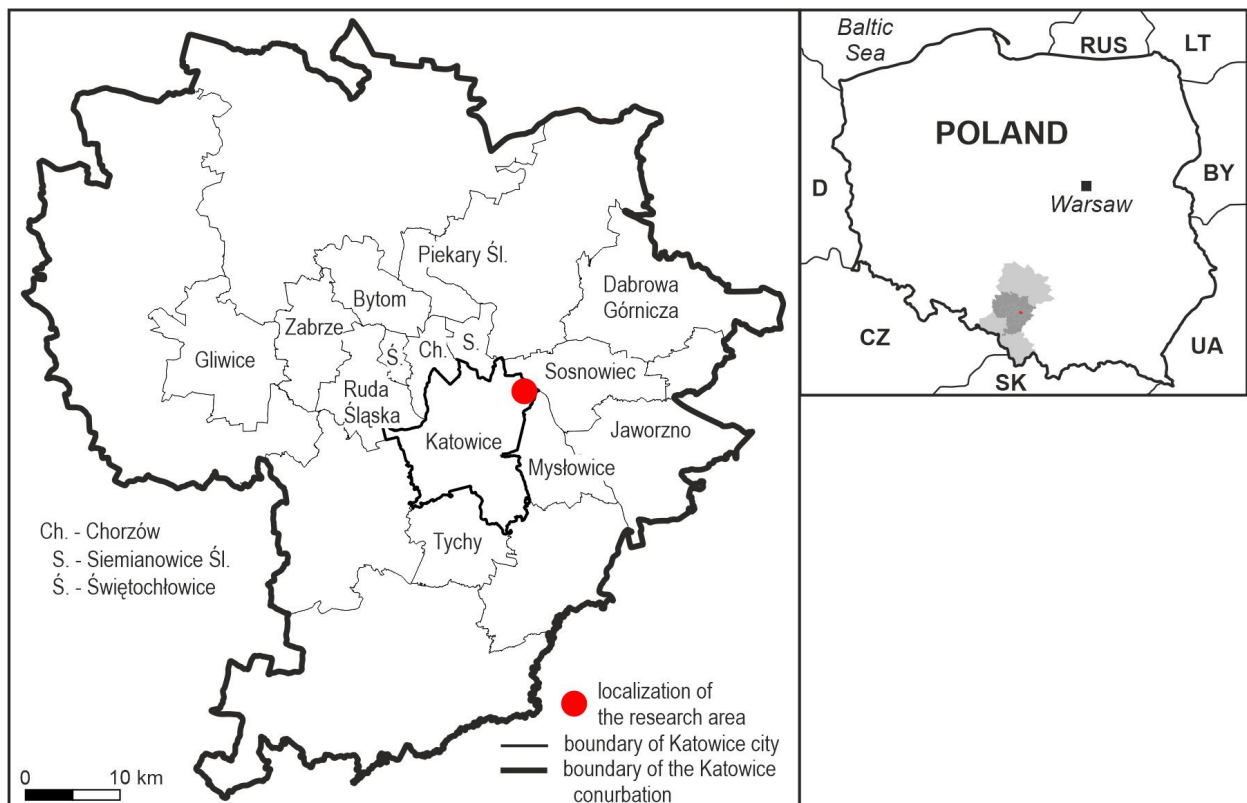 Piekary Śl.
Dabrowa
Górnicza
Bytom
Zabrze
Gliwice
Ś.
Ch.
S.
Ruda
Śląska
Sosnowiec
Katowice
Jaworzno
Mysłowice
Tychy
Ch. - Chorzów
S. - Siemianowice Śl.
Ś. - Świętochłowice
localization of
the research area
boundary of Katowice city
boundary of the Katowice
conurbation
0 10 km
Baltic
Sea
RUS
LT
POLAND
BY
D
Warsaw
CZ
UA
SK